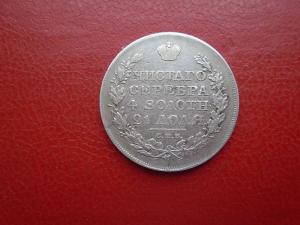 ЧИСТАГО
СЕРЕБРА
4 ЗОЛОТН
21 ДОЛЯ
С.П.Б.